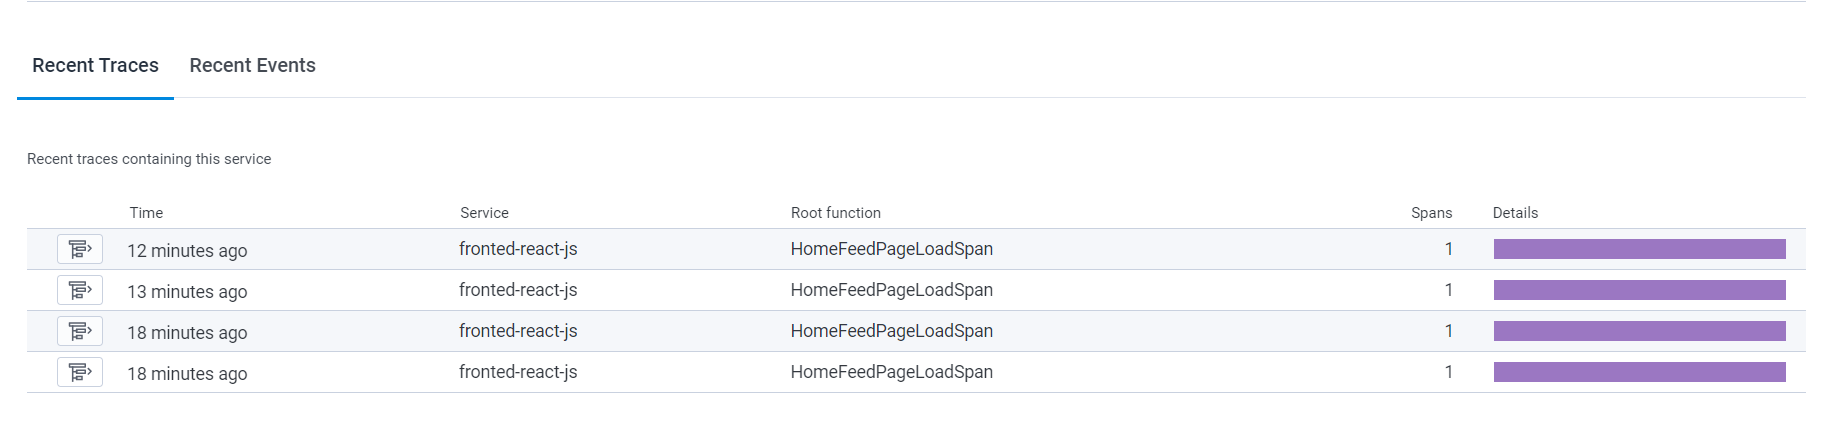 Recent Traces Recent Events
Recent traces containing this service
Time Service Root function Spans Details
12 minutes ago fronted-react-js HomeFeedPageLoadSpan 1
13 minutes ago fronted-react-js HomeFeedPageLoadSpan 1
18 minutes ago fronted-react-js HomeFeedPageLoadSpan 1
18 minutes ago fronted-react-js HomeFeedPageLoadSpan 1